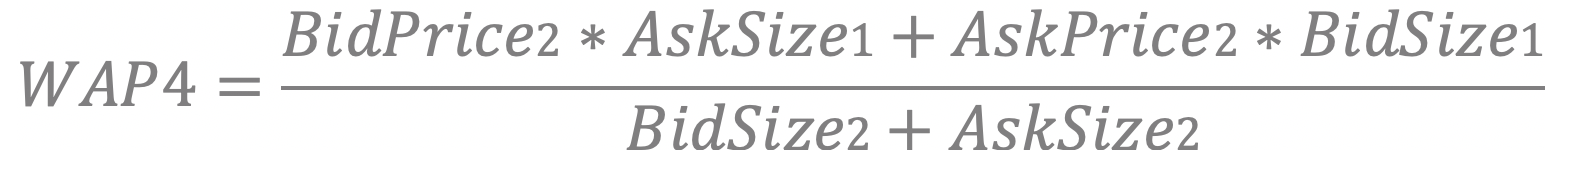 WAP4 = BidPrice2 * AskSize1 + AskPrice2 * BidSize1
BidSize2 + AskSize2